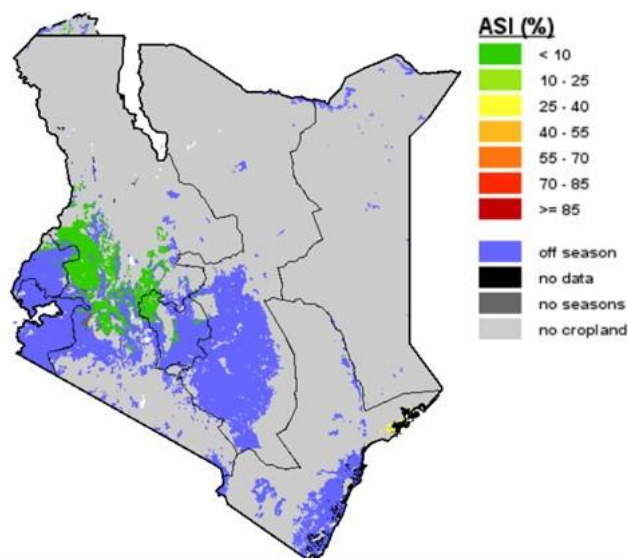 ASI (%)
< 10
10 - 25
25 - 40
40 - 55
55 - 70
70 - 85
>= 85
off season
no data
no seasons
no cropland